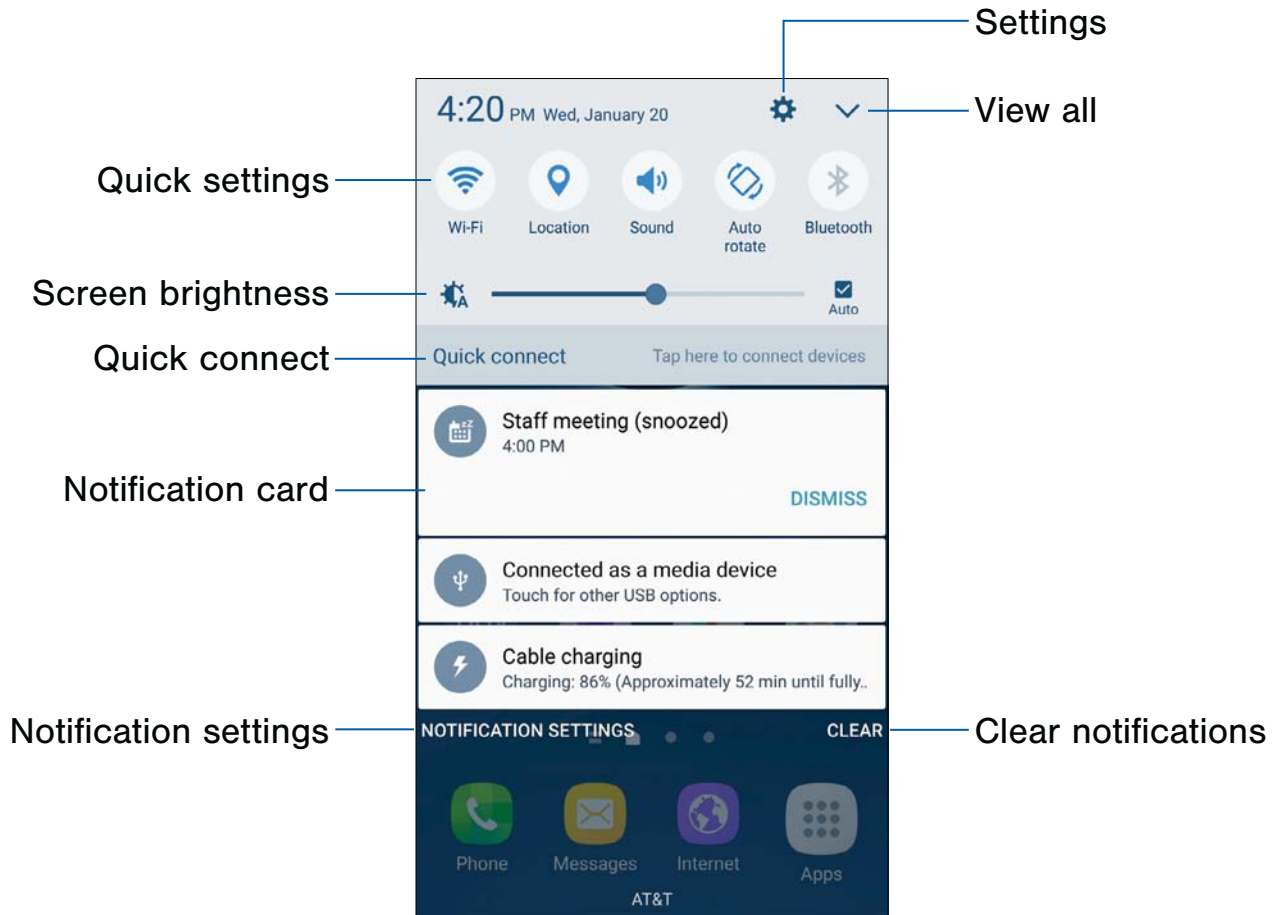 Settings
4:20 PM Wed, January 20
View all
Quick settings
Wi-Fi
Location
Sound
Auto
rotate
Bluetooth
Screen brightness
A
Auto
Quick connect
Quick connect
Tap here to connect devices
Staff meeting (snoozed)
4:00 PM
Notification card
DISMISS
Connected as a media device
Touch for other USB options.
Cable charging
Charging: 86% (Approximately 52 min until fully..
Notification settings
NOTIFICATION SETTINGS
CLEAR
Clear notifications
Phone
Messages
Internet
Apps
AT&T